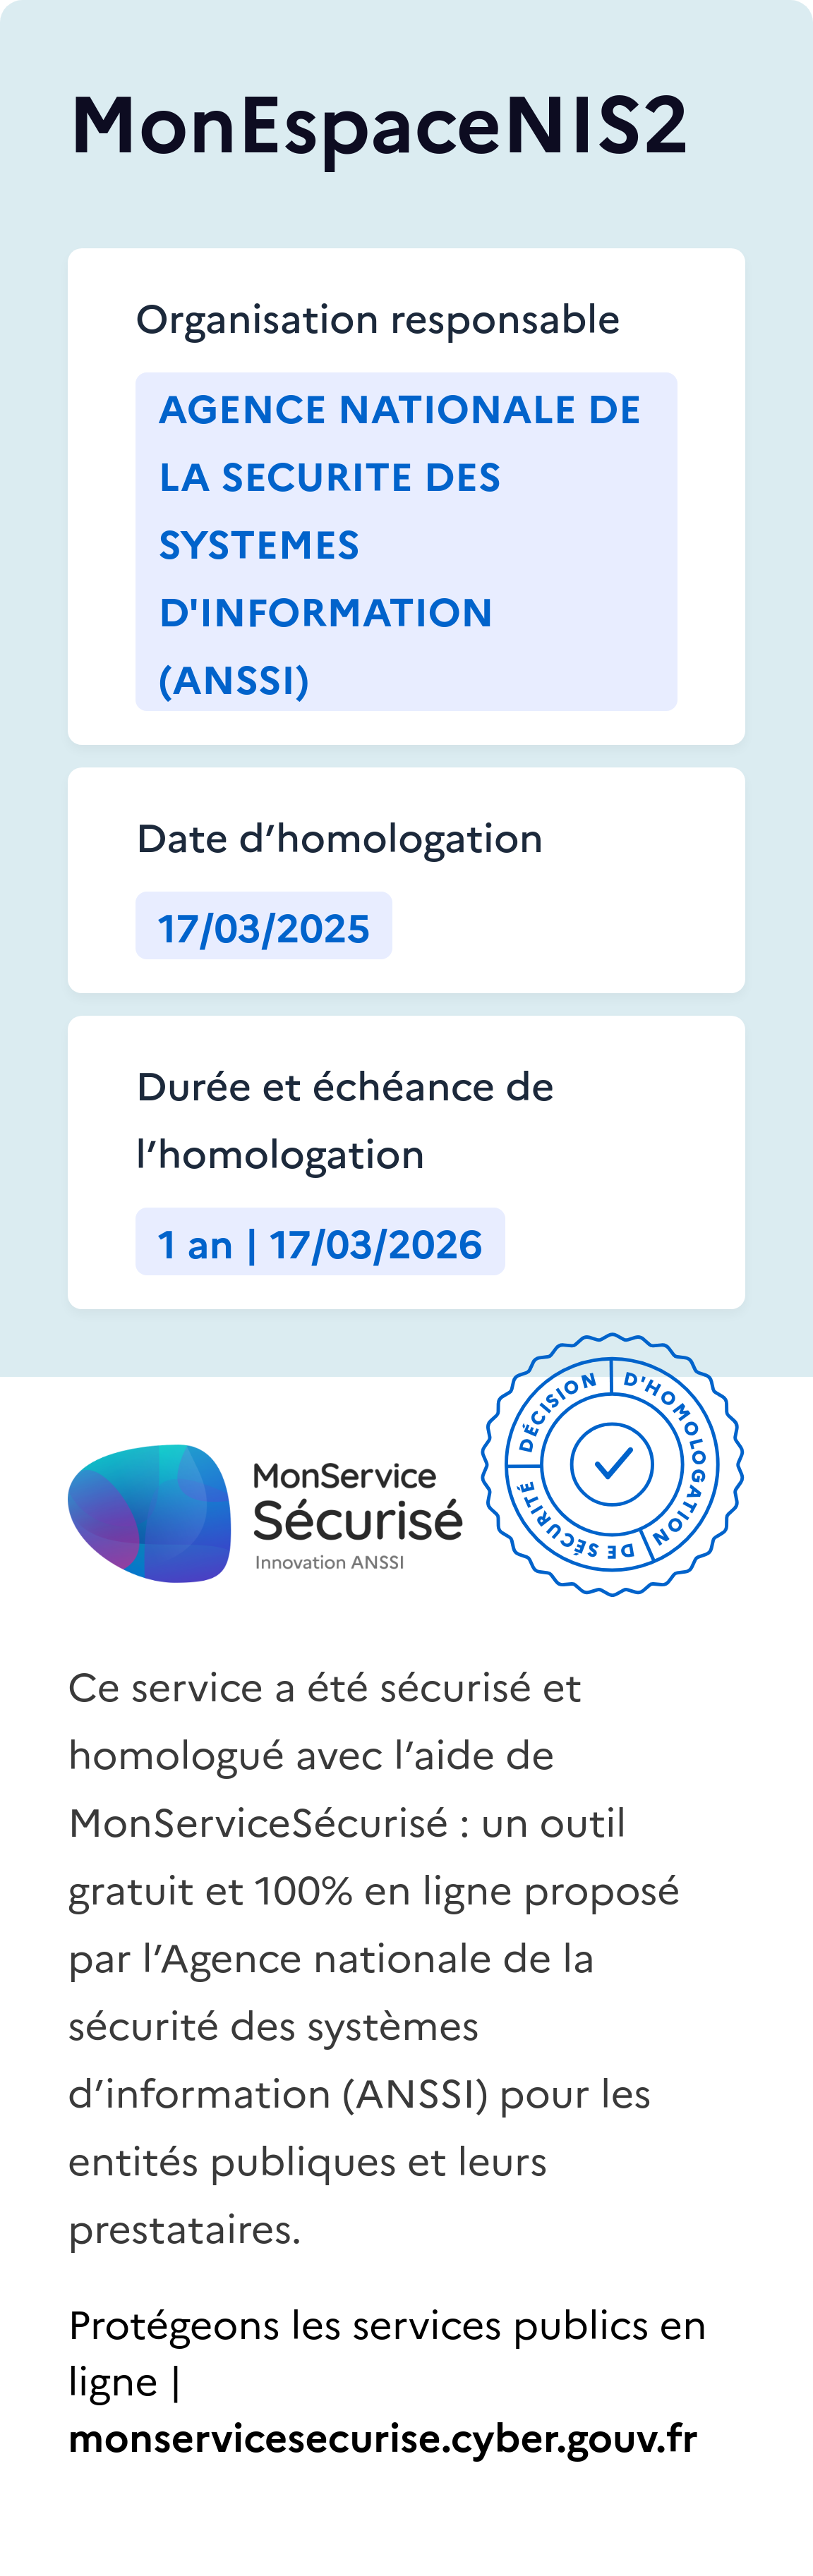 MonEspaceNIS2
Organisation responsable
AGENCE NATIONALE DE
LA SECURITE DES
SYSTEMES
D'INFORMATION
(ANSSI)
Date d’homologation
17/03/2025
Durée et échéance de
l’homologation
1 an | 17/03/2026
MonService
Sécurisé
Innovation ANSSI
DÉCISION D'HOMOLOGATION DE SÉCURITÉ
Ce service a été sécurisé et
homologué avec l’aide de
MonServiceSécurisé : un outil
gratuit et 100% en ligne proposé
par l’Agence nationale de la
sécurité des systèmes
d’information (ANSSI) pour les
entités publiques et leurs
prestataires.
Protégeons les services publics en
ligne |
monservicesecurise.cyber.gouv.fr